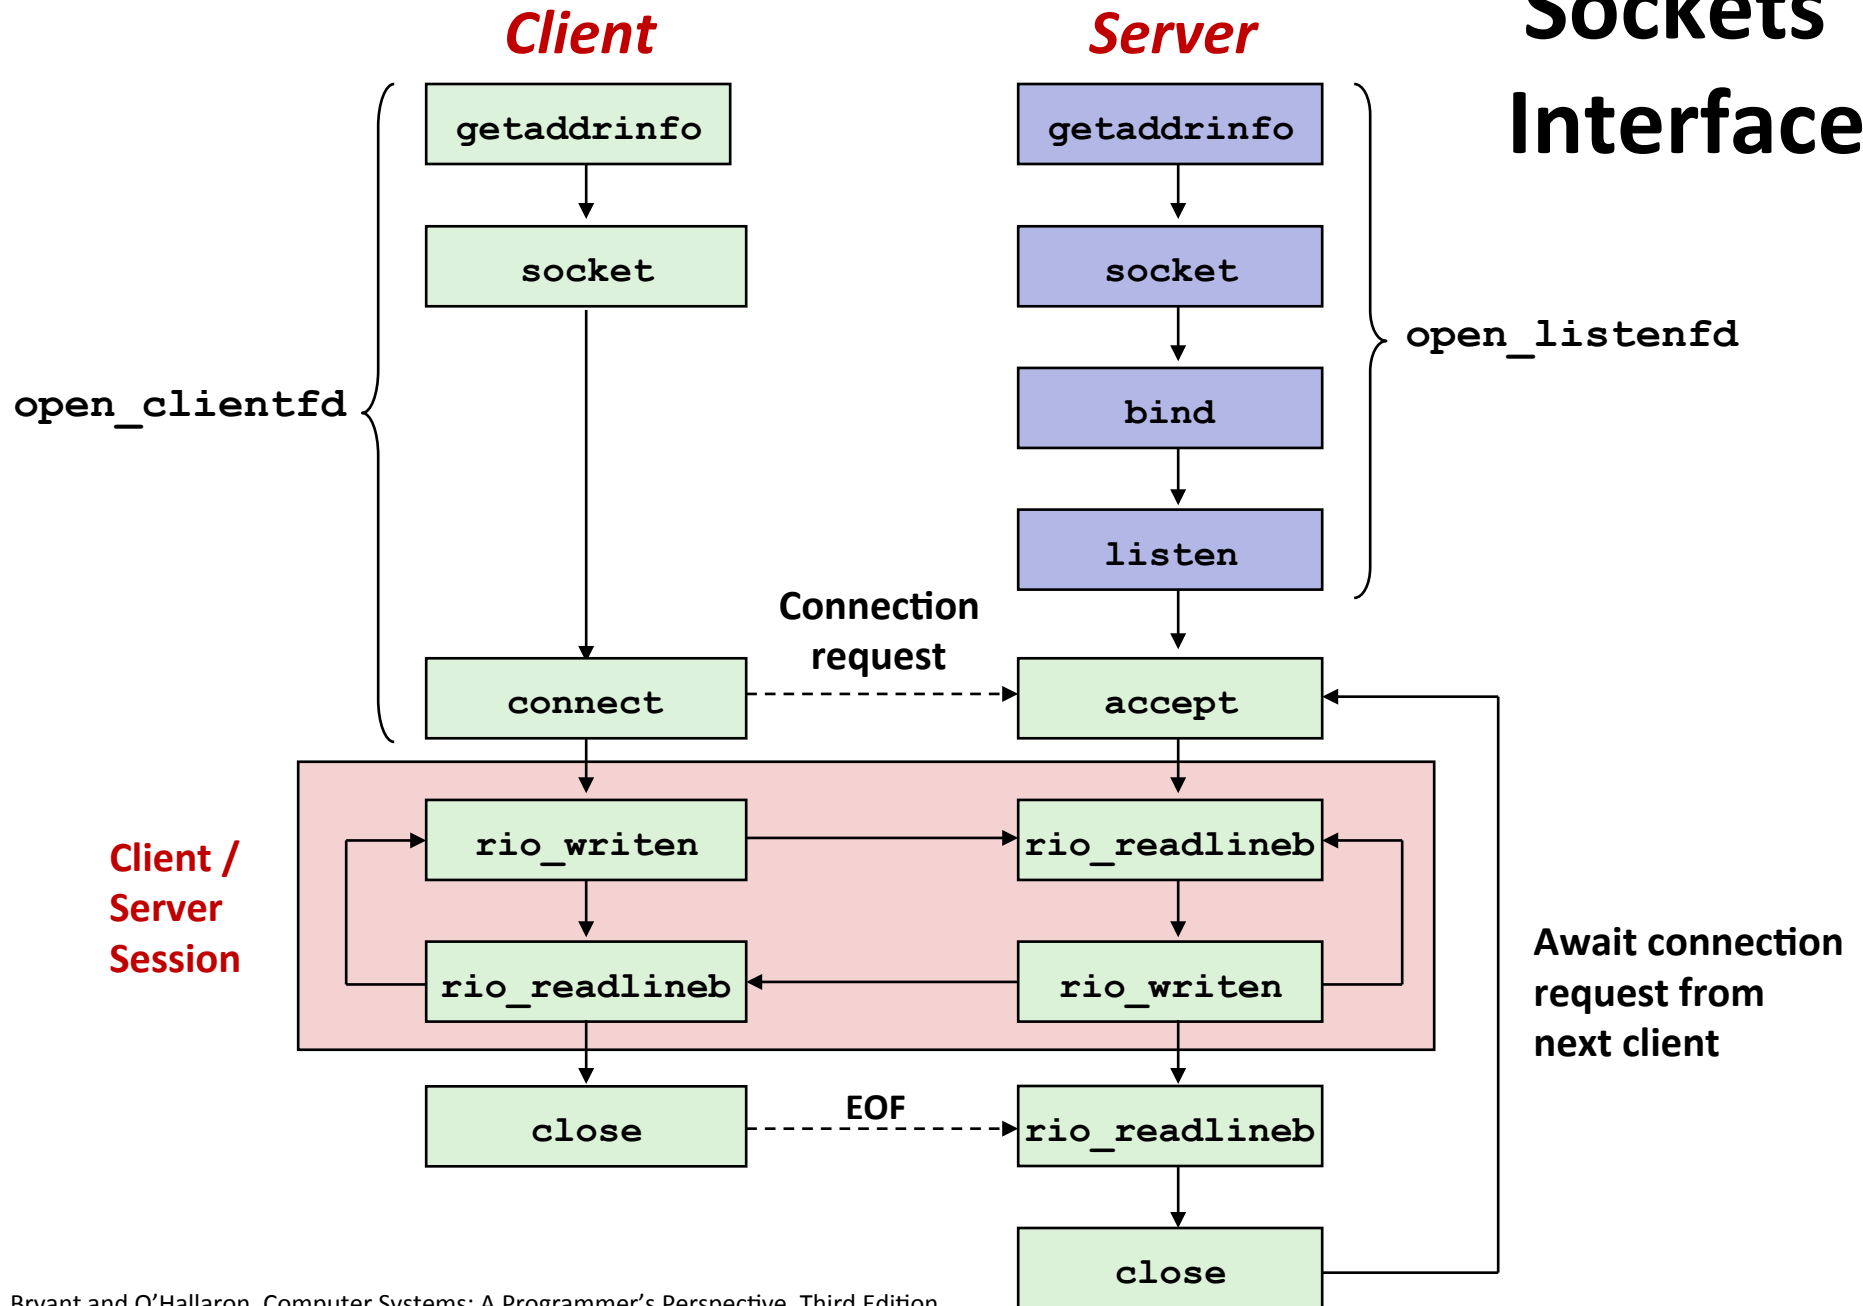 Client
Server
Sockets
Interface
getaddrinfo
getaddrinfo
socket
socket
open_listenfd
open_clientfd
bind
listen
Connection
request
connect
accept
rio_writen
rio_readlineb
Client /
Server
Session
rio_readlineb
rio_writen
Await connection
request from
next client
close
EOF
rio_readlineb
close
Bryant and O'Hallaron, Computer Systems: A Programmer's Perspective, Third Edition